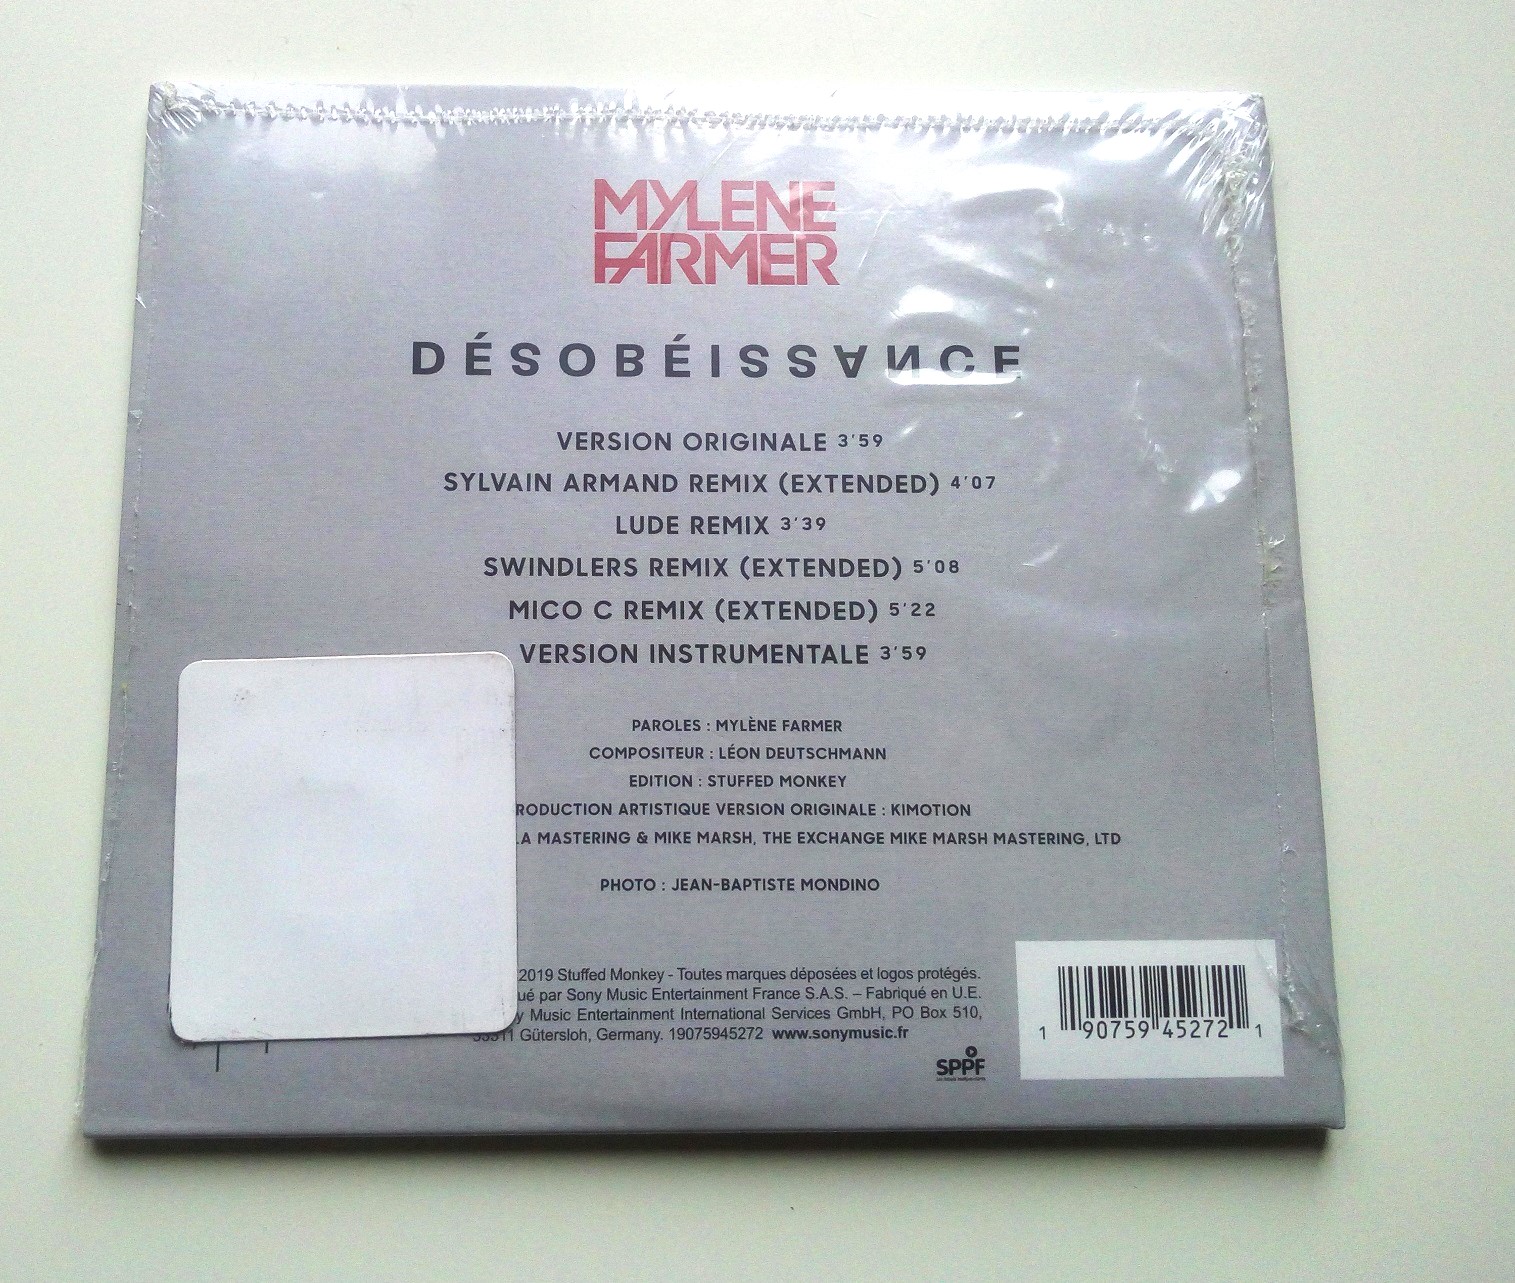 MYLENE
FARMER
DÉSOBÉISSANCE
VERSION ORIGINALE 3'59
SYLVAIN ARMAND REMIX (EXTENDED) 4'07
LUDE REMIX 3'39
SWINDLERS REMIX (EXTENDED) 5'08
MICO C REMIX (EXTENDED) 5'22
VERSION INSTRUMENTALE 3'59
PAROLES : MYLÈNE FARMER
COMPOSITEUR : LÉON DEUTSCHMANN
EDITION : STUFFED MONKEY
RODUCTION ARTISTIQUE VERSION ORIGINALE : KIMOTION
LA MASTERING & MIKE MARSH, THE EXCHANGE MIKE MARSH MASTERING, LTD
PHOTO : JEAN-BAPTISTE MONDINO
2019 Stuffed Monkey - Toutes marques déposées et logos protégés.
ué par Sony Music Entertainment France S.A.S. – Fabriqué en U.E.
y Music Entertainment International Services GmbH, PO Box 510,
33311 Gütersloh, Germany. 19075945272 www.sonymusic.fr
SPPF
1 90759 45272 1